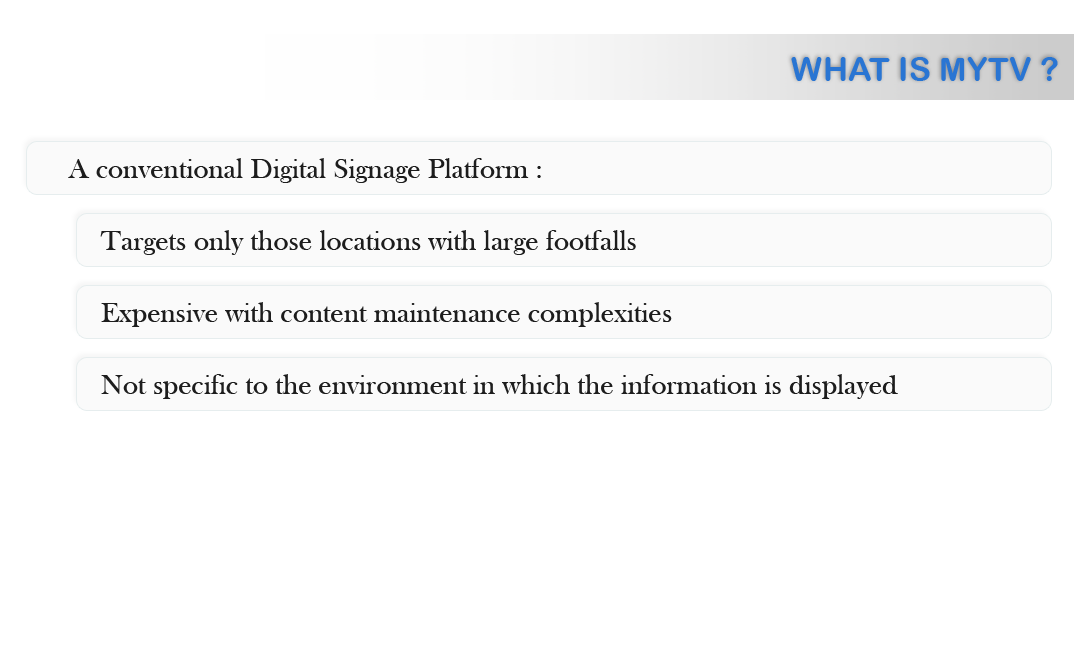 WHAT IS MYTV ?
A conventional Digital Signage Platform :
Targets only those locations with large footfalls
Expensive with content maintenance complexities
Not specific to the environment in which the information is displayed